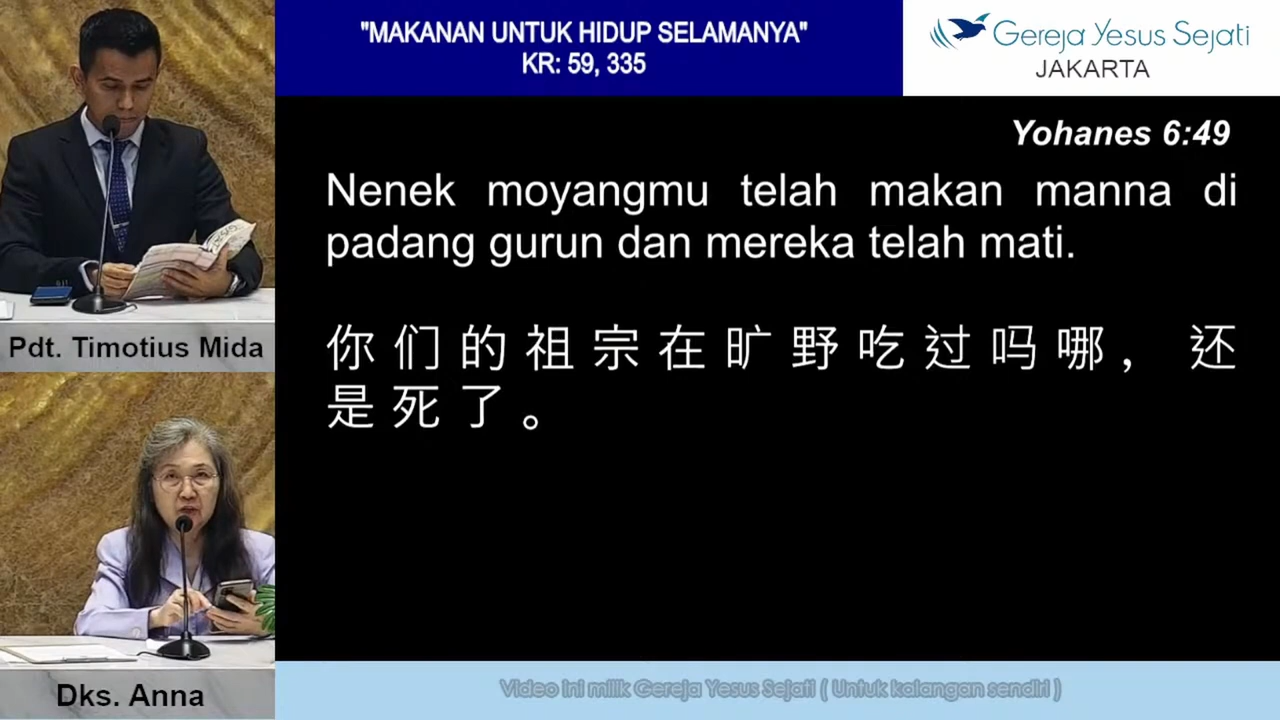 "MAKANAN UNTUK HIDUP SELAMANYA"
KR: 59, 335
Gereja Yesus Sejati
JAKARTA
Yohanes 6:49
Nenek moyangmu telah makan manna di
padang gurun dan mereka telah mati.
你们的祖宗在旷野吃过吗哪，还
是死了。
Pdt. Timotius Mida
Dks. Anna
Video ini milik Gereja Yesus Sejati ( Untuk kalangan sendiri )